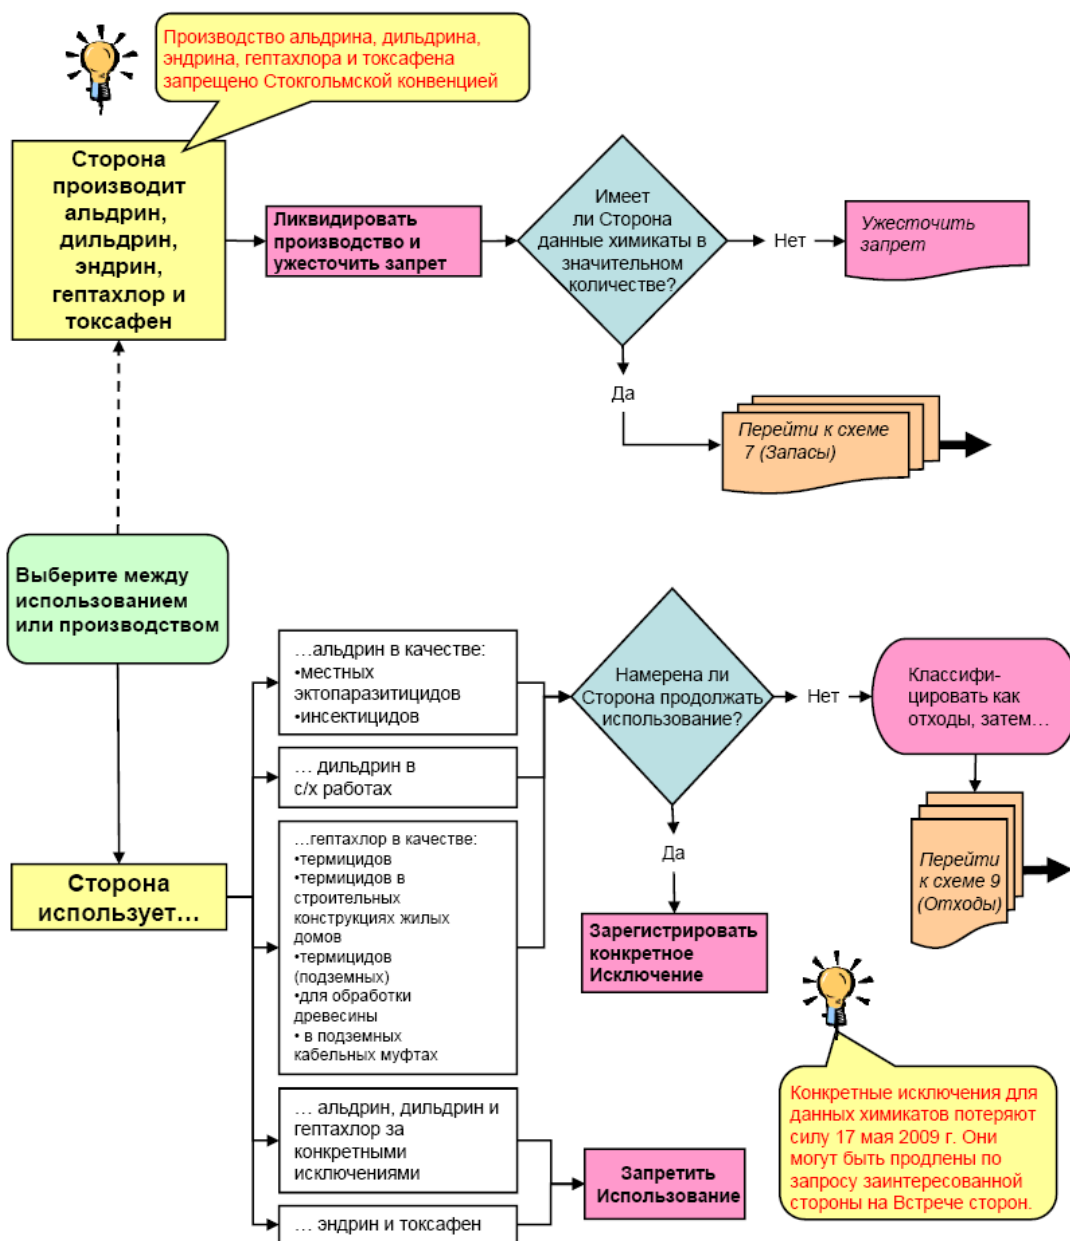 Производство альдрина, дильдрина,
эндрина, гептахлора и токсафена
запрещено Стокгольмской конвенцией
Сторона
производит
альдрин,
дильдрин,
эндрин,
гептахлор и
токсафен
Ликвидировать
производство и
ужесточить запрет
Имеет
ли Сторона
данные химикаты в
значительном
количестве?
Нет
Ужесточить
запрет
Да
Перейти к схеме
7 (Запасы)
Выберите между
использованием
или производством
Сторона
использует…
…альдрин в качестве:
•местных
эктопаразитицидов
•инсектицидов
… дильдрин в
с/х работах
…гептахлор в качестве:
•термицидов
•термицидов в
строительных
конструкциях жилых
домов
•термицидов
(подземных)
•для обработки
древесины
• в подземных
кабельных муфтах
… альдрин, дильдрин и
гептахлор за
конкретными
исключениями
… эндрин и токсафен
Намерена ли
Сторона продолжать
использование?
Нет
Классифи-
цировать как
отходы, затем…
Перейти
к схеме 9
(Отходы)
Да
Зарегистрировать
конкретное
Исключение
Запретить
Использование
Конкретные исключения для
данных химикатов потеряют
силу 17 мая 2009 г. Они
могут быть продлены по
запросу заинтересованной
стороны на Встрече сторон.